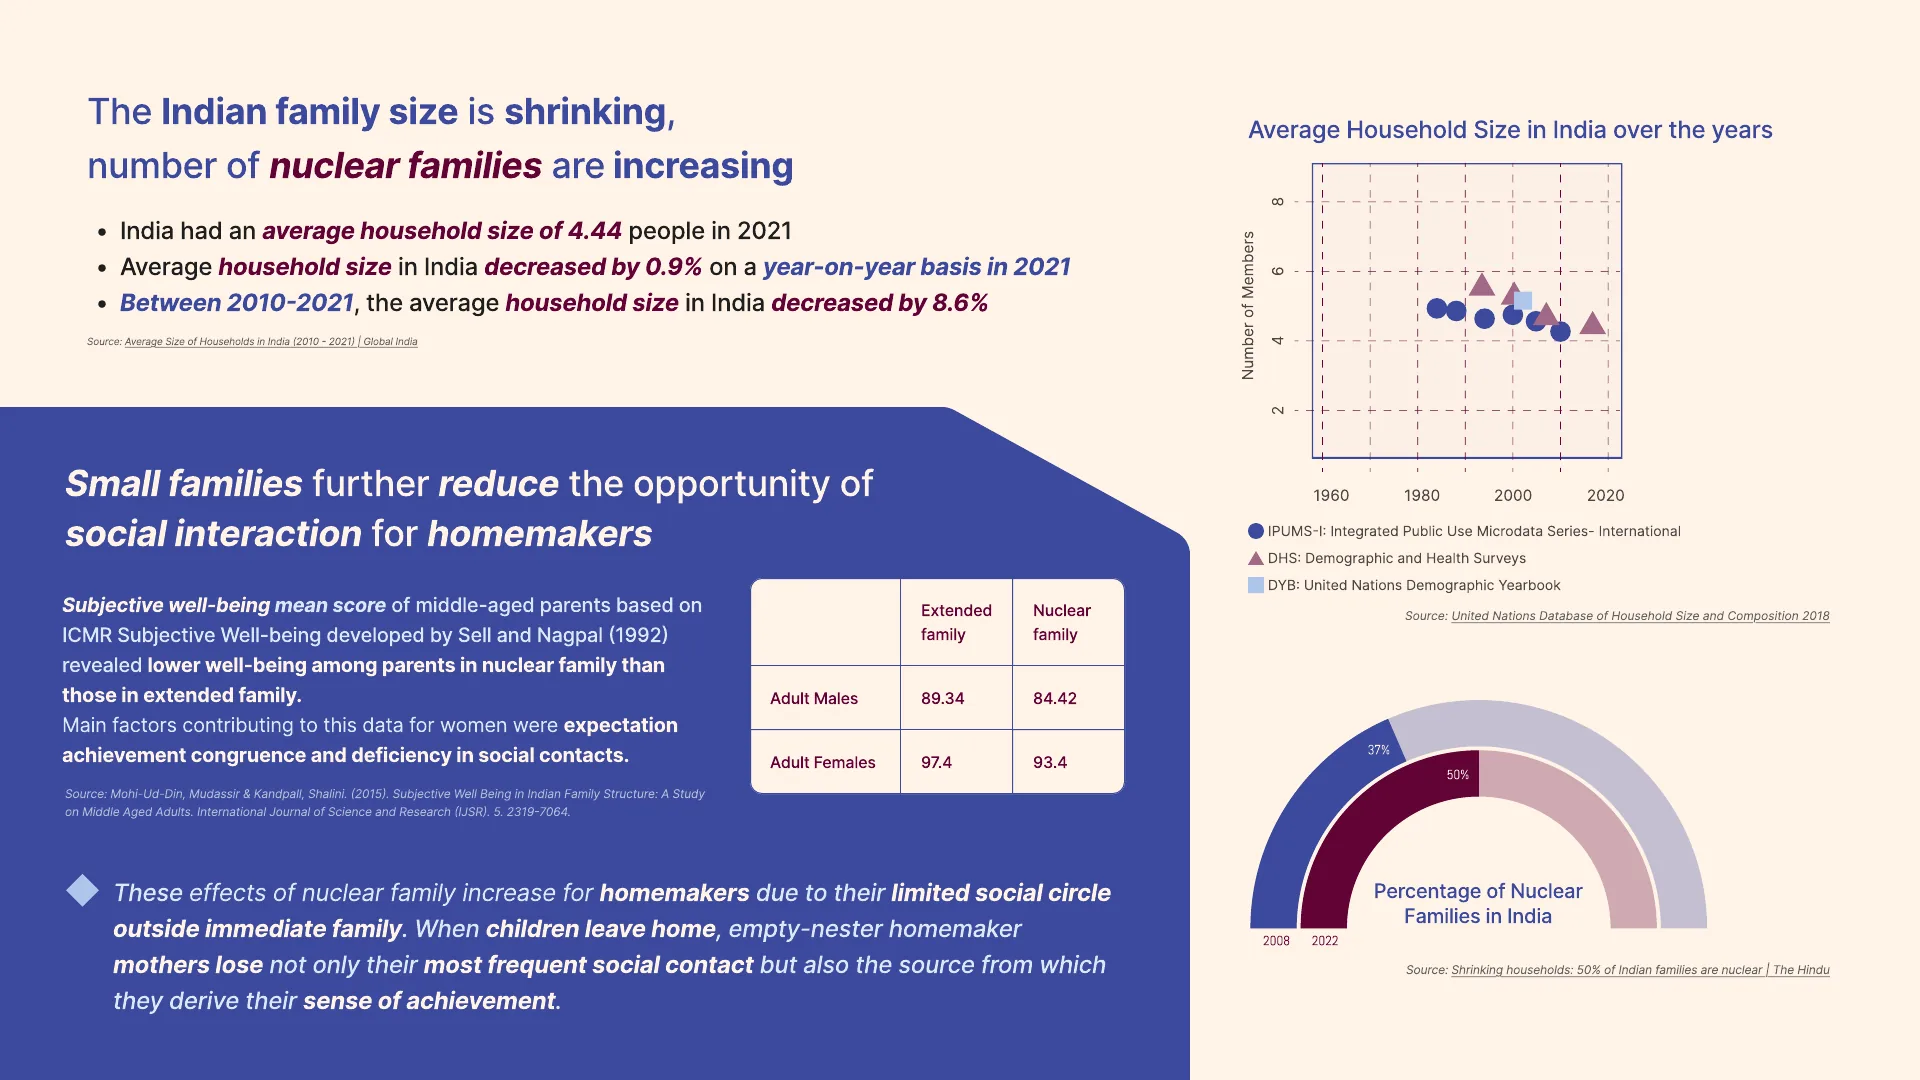 The Indian family size is shrinking,
number of nuclear families are increasing
• India had an average household size of 4.44 people in 2021
• Average household size in India decreased by 0.9% on a year-on-year basis in 2021
• Between 2010-2021, the average household size in India decreased by 8.6%
Source: Average Size of Households in India (2010 - 2021) | Global India
Small families further reduce the opportunity of
social interaction for homemakers
Subjective well-being mean score of middle-aged parents based on
ICMR Subjective Well-being developed by Sell and Nagpal (1992)
revealed lower well-being among parents in nuclear family than
those in extended family.
Main factors contributing to this data for women were expectation
achievement congruence and deficiency in social contacts.
Source: Mohi-Ud-Din, Mudassir & Kandpall, Shalini. (2015). Subjective Well Being in Indian Family Structure: A Study
on Middle Aged Adults. International Journal of Science and Research (IJSR). 5. 2319-7064.
Extended family
Nuclear family
Adult Males 89.34 84.42
Adult Females 97.4 93.4
These effects of nuclear family increase for homemakers due to their limited social circle
outside immediate family. When children leave home, empty-nester homemaker
mothers lose not only their most frequent social contact but also the source from which
they derive their sense of achievement.
Average Household Size in India over the years
Number of Members
8
6
4
2
1960 1980 2000 2020
IPUMS-I: Integrated Public Use Microdata Series- International
DHS: Demographic and Health Surveys
DYB: United Nations Demographic Yearbook
Source: United Nations Database of Household Size and Composition 2018
37%
50%
Percentage of Nuclear
Families in India
2008 2022
Source: Shrinking households: 50% of Indian families are nuclear | The Hindu